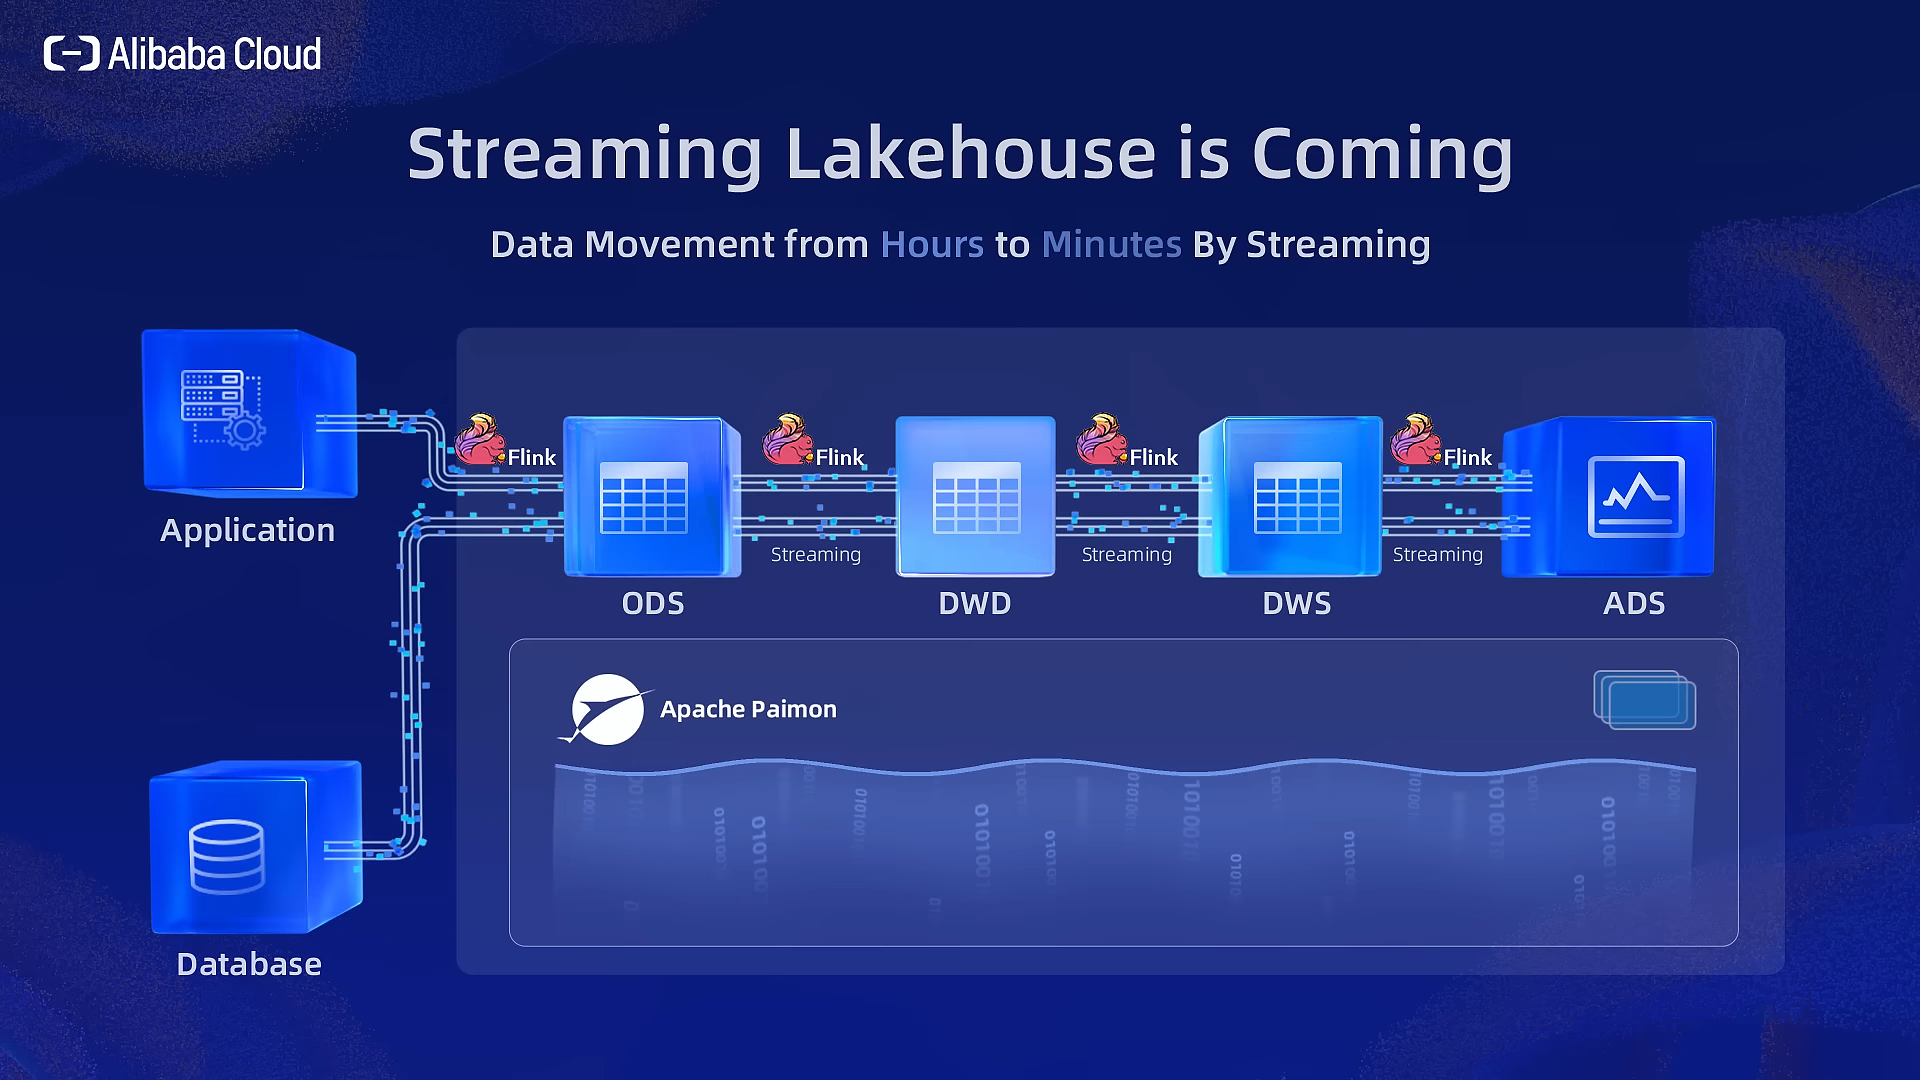 Alibaba Cloud
Streaming Lakehouse is Coming
Data Movement from Hours to Minutes By Streaming
Flink
Flink
Flink
Flink
Application
Streaming
Streaming
Streaming
ODS
DWD
DWS
ADS
Apache Paimon
Database